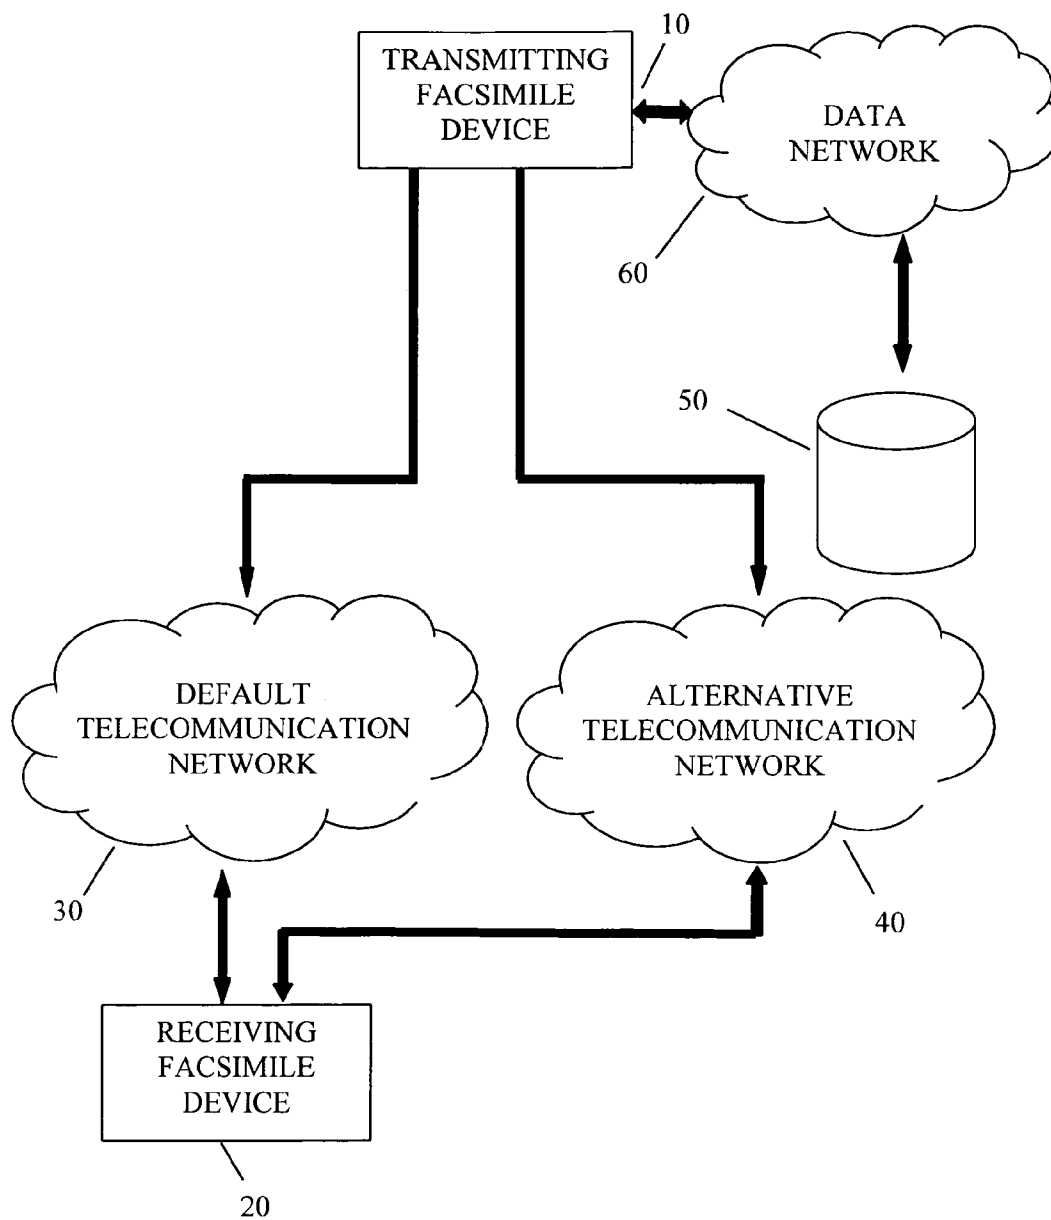 10
TRANSMITTING
FACSIMILE
DEVICE
DATA
NETWORK
60
50
DEFAULT
TELECOMMUNICATION
NETWORK
ALTERNATIVE
TELECOMMUNICATION
NETWORK
30
40
RECEIVING
FACSIMILE
DEVICE
20